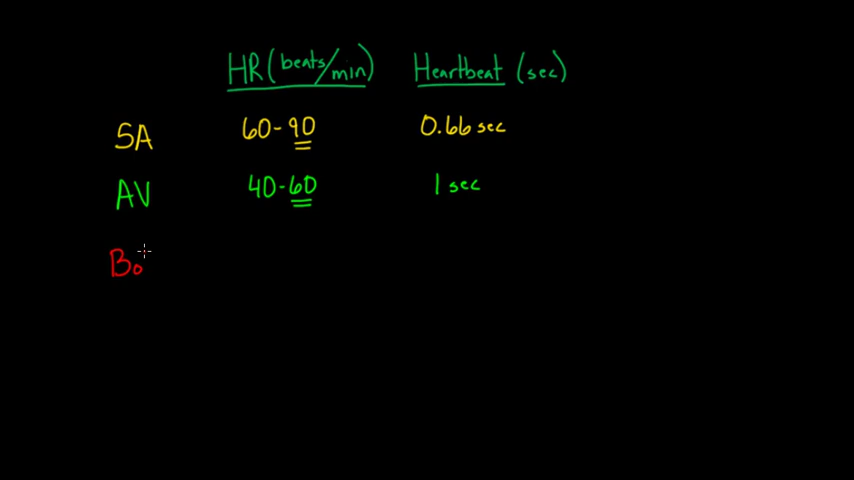 HR (beats/min) Heartbeat (sec)
SA 60-90 0.66 sec
AV 40-60 1 sec
Bo